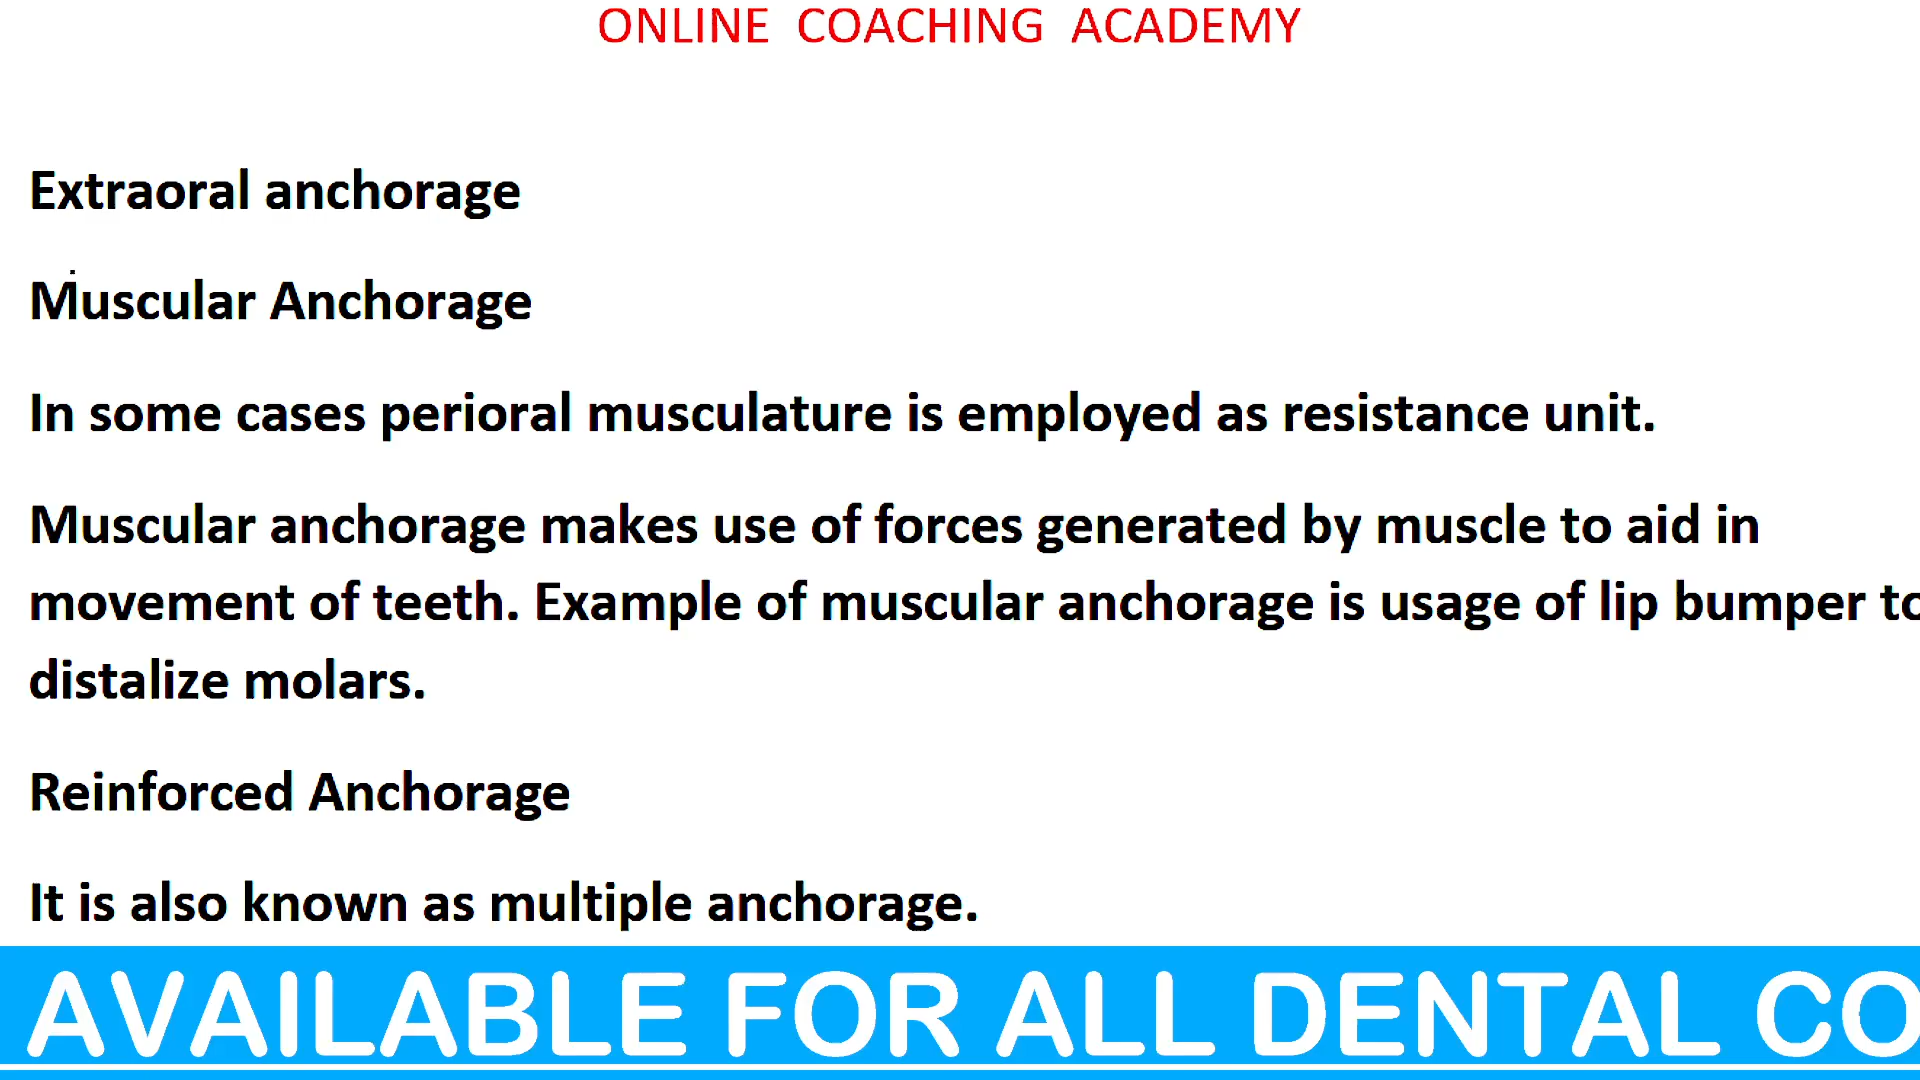 ONLINE COACHING ACADEMY
Extraoral anchorage
Muscular Anchorage
In some cases perioral musculature is employed as resistance unit.
Muscular anchorage makes use of forces generated by muscle to aid in
movement of teeth. Example of muscular anchorage is usage of lip bumper to
distalize molars.
Reinforced Anchorage
It is also known as multiple anchorage.
AVAILABLE FOR ALL DENTAL CO